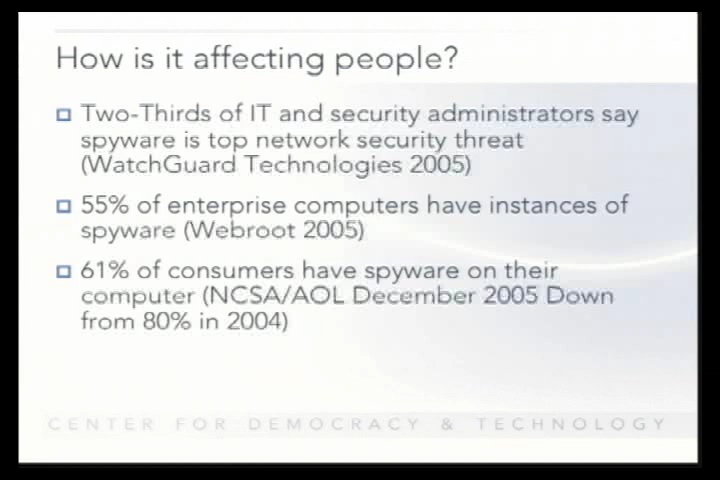 How is it affecting people?
Two-Thirds of IT and security administrators say
spyware is top network security threat
(WatchGuard Technologies 2005)
55% of enterprise computers have instances of
spyware (Webroot 2005)
61% of consumers have spyware on their
computer (NCSA/AOL December 2005 Down
from 80% in 2004)
CENTER FOR DEMOCRACY & TECHNOLOGY